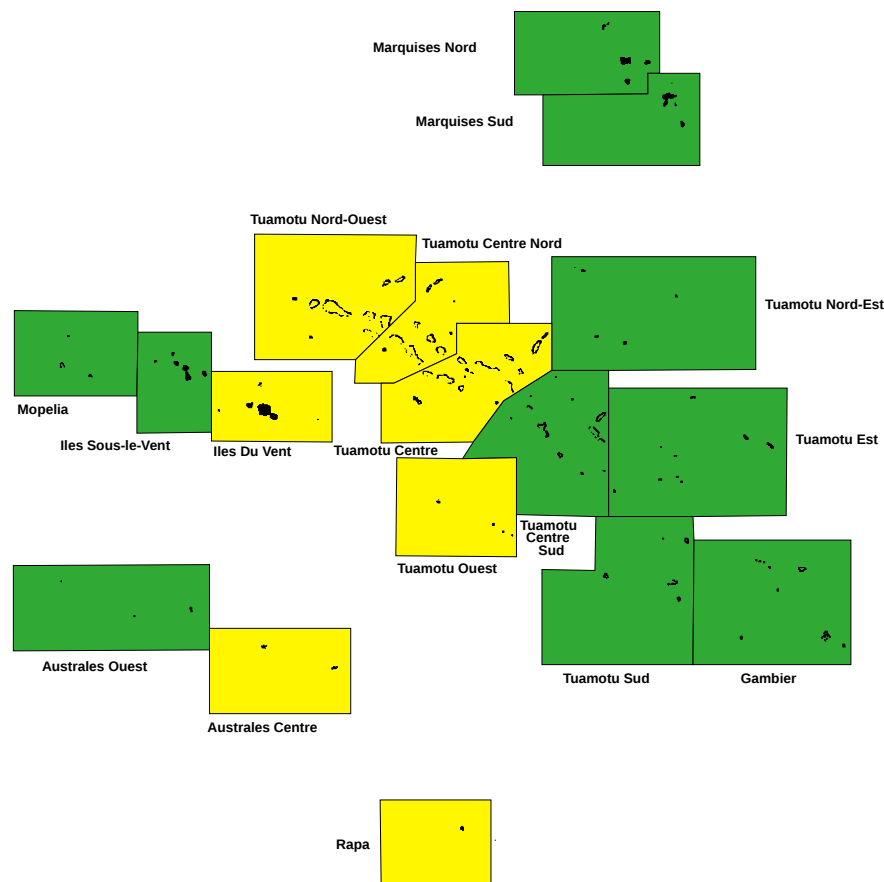 Marquises Nord
Marquises Sud
Tuamotu Nord-Ouest
Tuamotu Centre Nord
Tuamotu Nord-Est
Mopelia
Iles Sous-le-Vent
Iles Du Vent
Tuamotu Centre
Tuamotu Est
Tuamotu
Centre
Sud
Tuamotu Ouest
Australes Ouest
Tuamotu Sud
Gambier
Australes Centre
Rapa